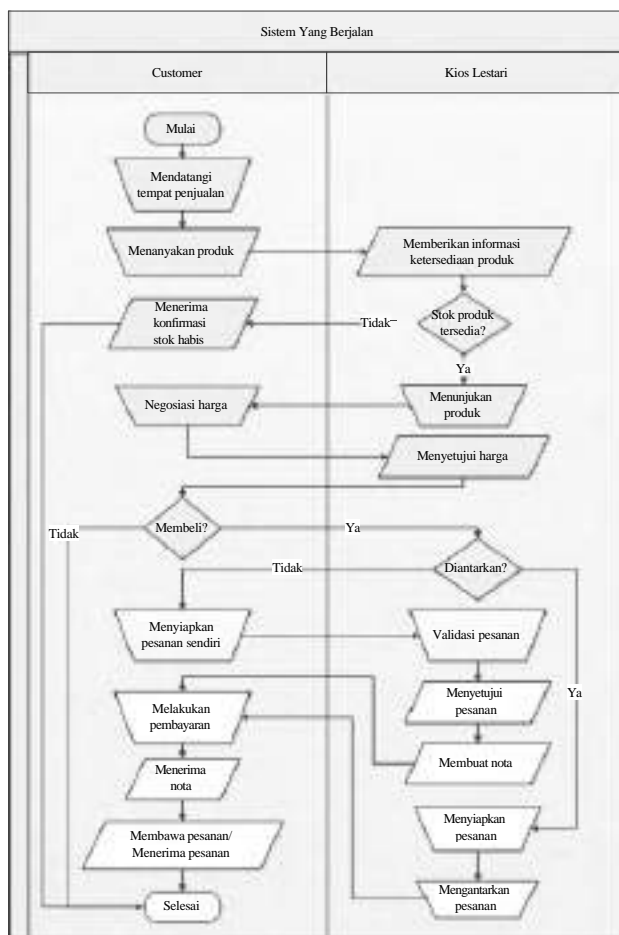 Sistem Yang Berjalan
Customer
Kios Lestari
Mulai
Mendatangi
tempat penjualan
Menanyakan produk
Memberikan informasi
ketersediaan produk
Menerima
konfirmasi
stok habis
Tidak
Stok produk
tersedia?
Ya
Negosiasi harga
Menunjukan
produk
Menyetujui harga
Membeli?
Tidak
Ya
Diantarkan?
Tidak
Menyiapkan
pesanan sendiri
Validasi pesanan
Ya
Melakukan
pembayaran
Menyetujui
pesanan
Menerima
nota
Membuat nota
Membawa pesanan/
Menerima pesanan
Menyiapkan
pesanan
Selesai
Mengantarkan
pesanan